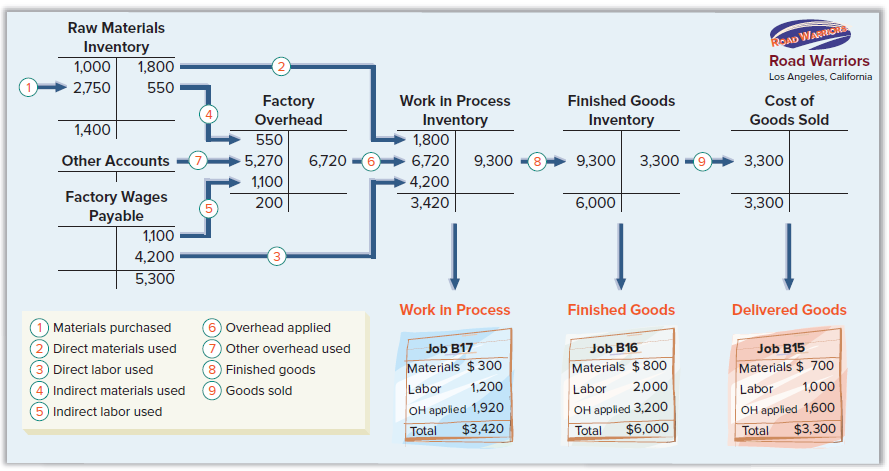 Raw Materials
Inventory
1,000 1,800
1 2,750 550
1,400
2
4
ROAD WARRIORS
Road Warriors
Los Angeles, California
Factory
Overhead
550
Other Accounts 7 5,270 6,720 6
1,100
200
Work in Process
Inventory
1,800
6,720 9,300 8
4,200
3,420
Finished Goods
Inventory
9,300 3,300 9
6,000
Cost of
Goods Sold
3,300
3,300
Factory Wages
Payable
1,100
4,200
5,300
5
3
1 Materials purchased
2 Direct materials used
3 Direct labor used
4 Indirect materials used
5 Indirect labor used
6 Overhead applied
7 Other overhead used
8 Finished goods
9 Goods sold
Work in Process
Job B17
Materials $ 300
Labor 1,200
OH applied 1,920
Total $3,420
Finished Goods
Job B16
Materials $ 800
Labor 2,000
OH applied 3,200
Total $6,000
Delivered Goods
Job B15
Materials $ 700
Labor 1,000
OH applied 1,600
Total $3,300